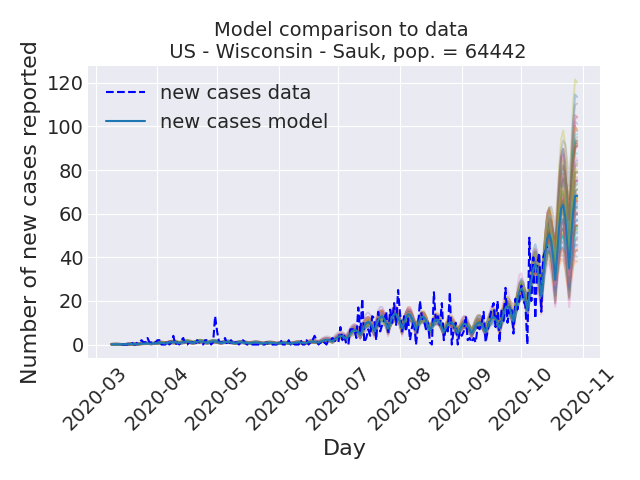 Model comparison to data
US - Wisconsin - Sauk, pop. = 64442
Number of new cases reported
120
100
80
60
40
20
0
new cases data
new cases model
2020-03
2020-04
2020-05
2020-06
2020-07
2020-08
2020-09
2020-10
2020-11
Day